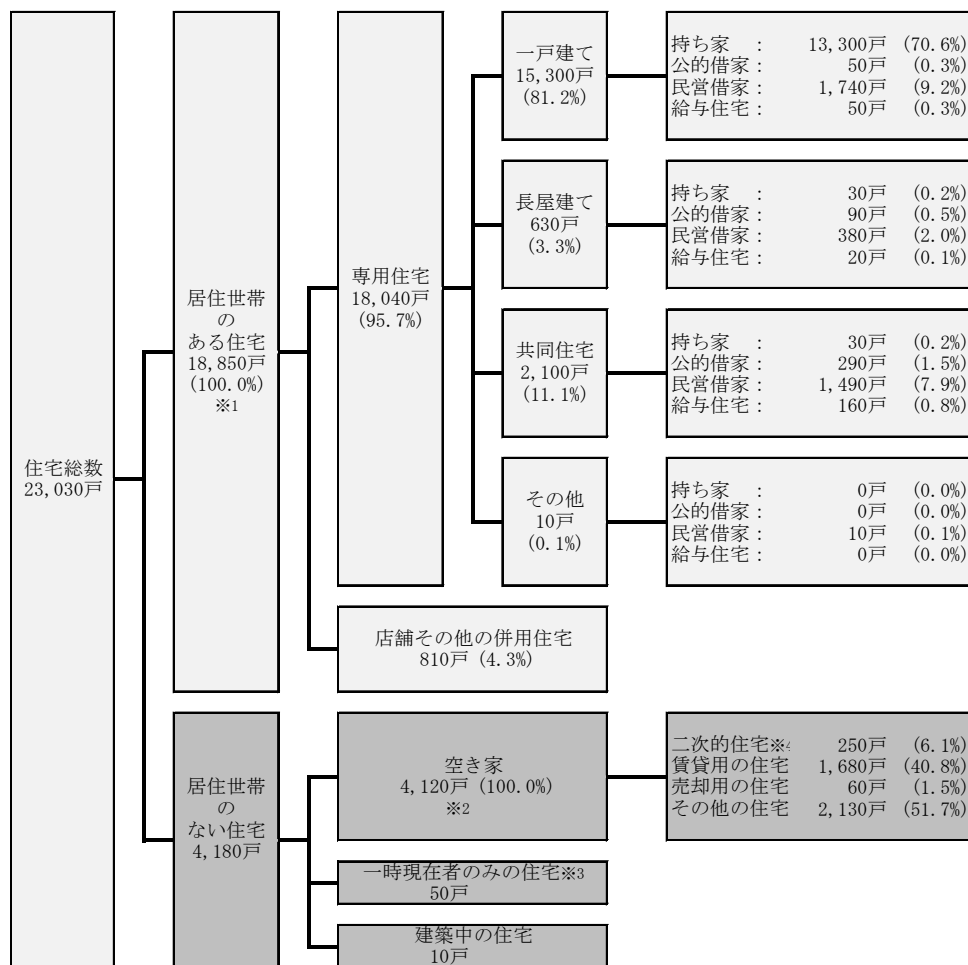 住宅総数
23,030戸
居住世帯
の
ある住宅
18,850戸
(100.0%)
※1
専用住宅
18,040戸
(95.7%)
一戸建て
15,300戸
(81.2%)
持ち家 : 13,300戸 (70.6%)
公的借家: 50戸 (0.3%)
民営借家: 1,740戸 (9.2%)
給与住宅: 50戸 (0.3%)
長屋建て
630戸
(3.3%)
持ち家 : 30戸 (0.2%)
公的借家: 90戸 (0.5%)
民営借家: 380戸 (2.0%)
給与住宅: 20戸 (0.1%)
共同住宅
2,100戸
(11.1%)
持ち家 : 30戸 (0.2%)
公的借家: 290戸 (1.5%)
民営借家: 1,490戸 (7.9%)
給与住宅: 160戸 (0.8%)
その他
10戸
(0.1%)
持ち家 : 0戸 (0.0%)
公的借家: 0戸 (0.0%)
民営借家: 10戸 (0.1%)
給与住宅: 0戸 (0.0%)
店舗その他の併用住宅
810戸 (4.3%)
居住世帯
の
ない住宅
4,180戸
空き家
4,120戸 (100.0%)
※2
二次的住宅※4 250戸 (6.1%)
賃貸用の住宅 1,680戸 (40.8%)
売却用の住宅 60戸 (1.5%)
その他の住宅 2,130戸 (51.7%)
一時現在者のみの住宅※3
50戸
建築中の住宅
10戸